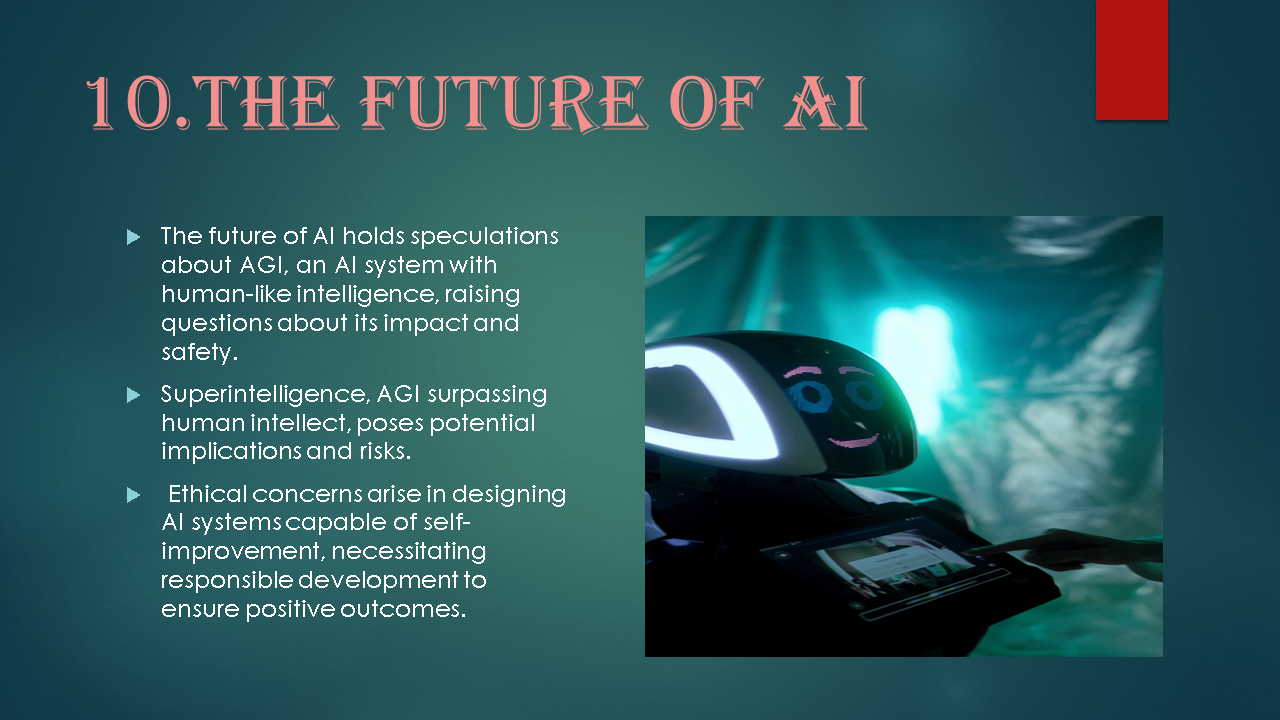 10.THE FUTURE OF AI
The future of AI holds speculations
about AGI, an AI system with
human-like intelligence, raising
questions about its impact and
safety.
Superintelligence, AGI surpassing
human intellect, poses potential
implications and risks.
Ethical concerns arise in designing
AI systems capable of self-
improvement, necessitating
responsible development to
ensure positive outcomes.